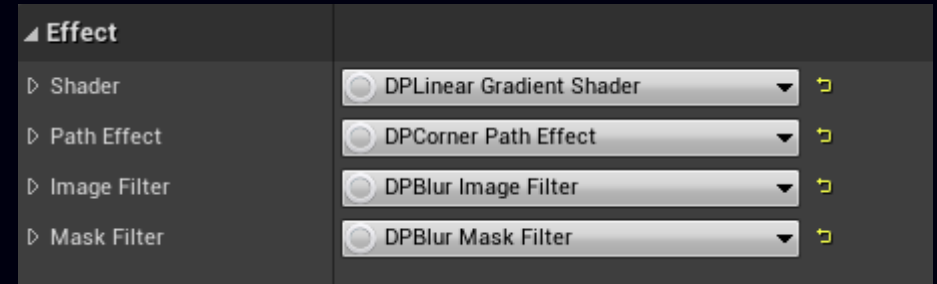 Effect
Shader DPLinear Gradient Shader
Path Effect DPCorner Path Effect
Image Filter DPBlur Image Filter
Mask Filter DPBlur Mask Filter